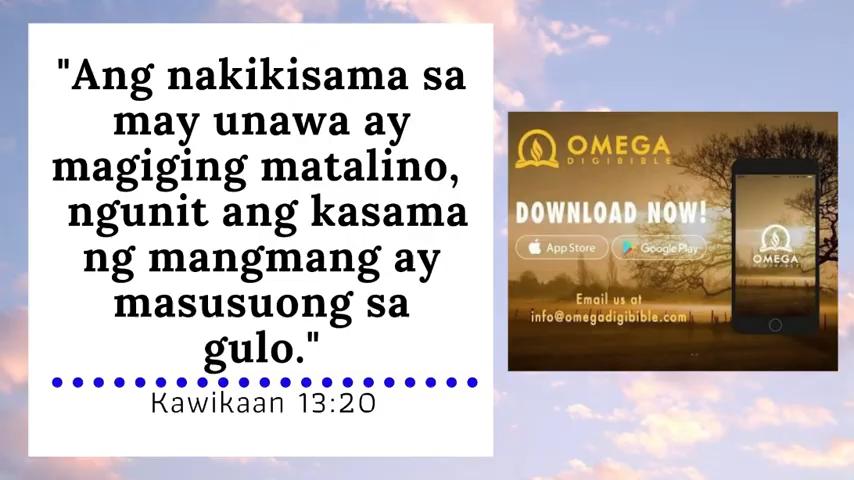 "Ang nakikisama sa
may unawa ay
magiging matalino,
ngunit ang kasama
ng mangmang ay
masusuong sa
gulo."
Kawikaan 13:20
OMEGA
DIGIBIBLE
DOWNLOAD NOW!
App Store
Google Play
Email us at
info@omegadigibible.com
OMEGA
DIGIBIBLE